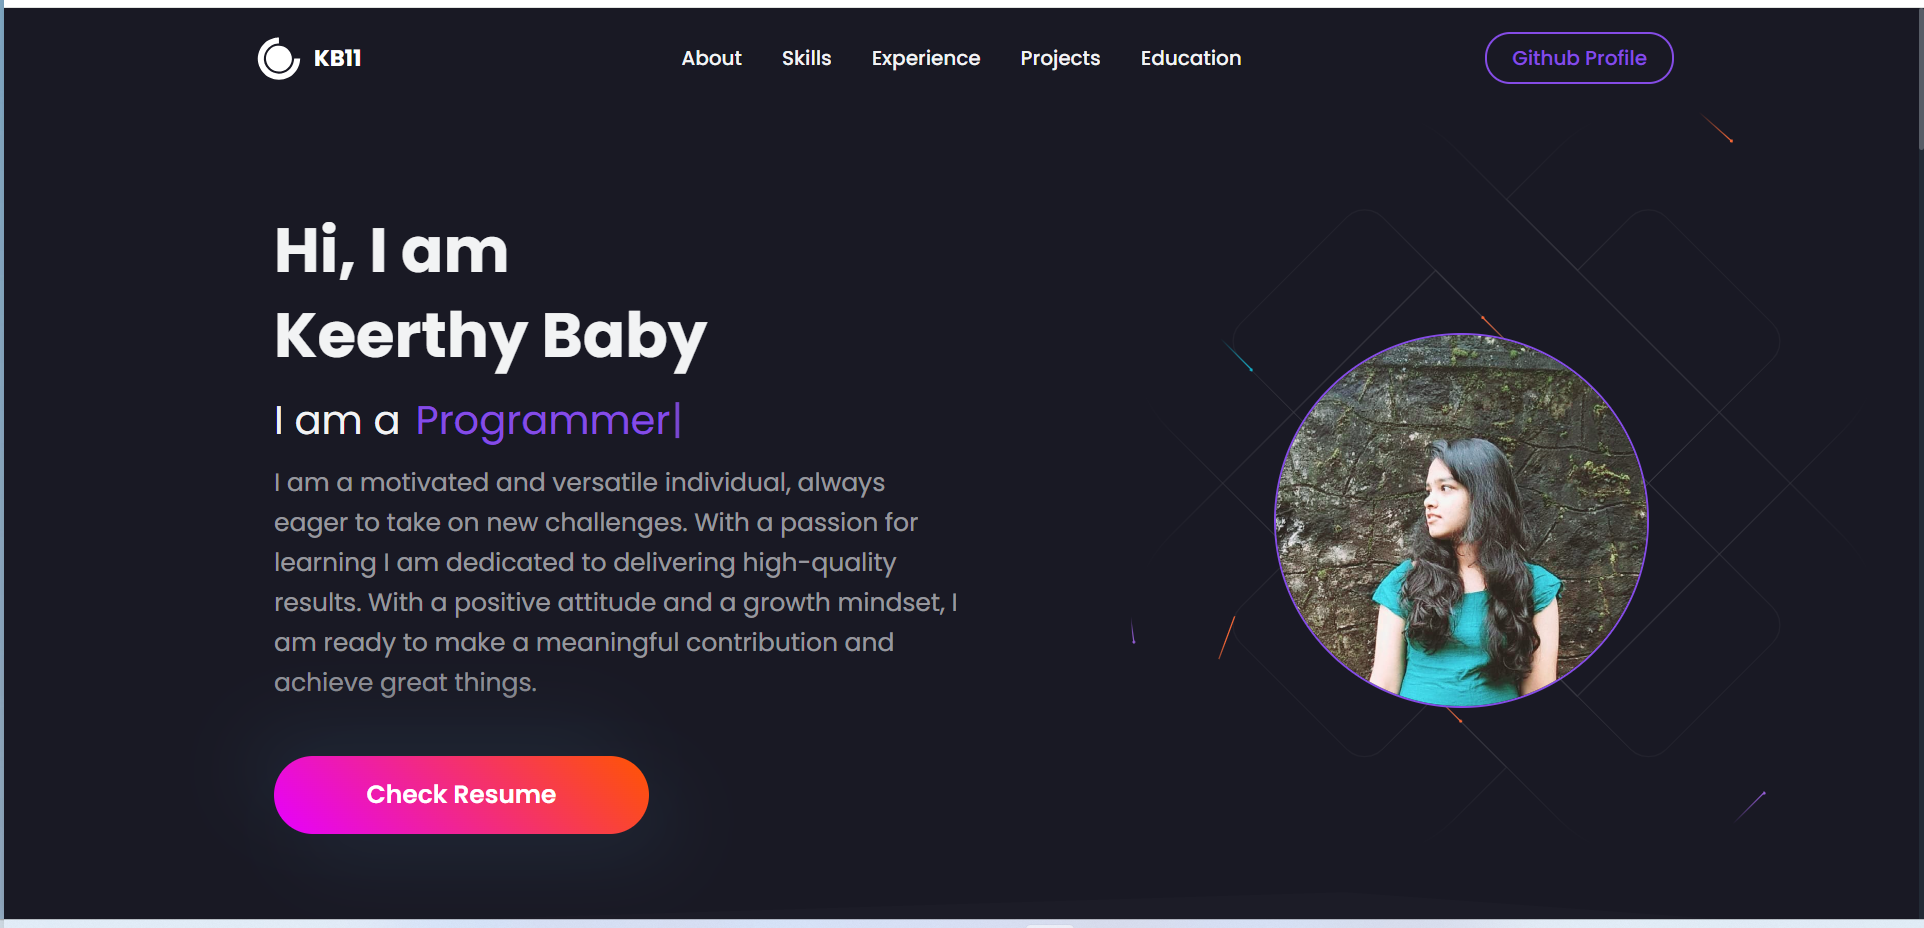 KB11
About Skills Experience Projects Education
Github Profile
Hi, I am
Keerthy Baby
I am a Programmer|
I am a motivated and versatile individual, always
eager to take on new challenges. With a passion for
learning I am dedicated to delivering high-quality
results. With a positive attitude and a growth mindset, I
am ready to make a meaningful contribution and
achieve great things.
Check Resume